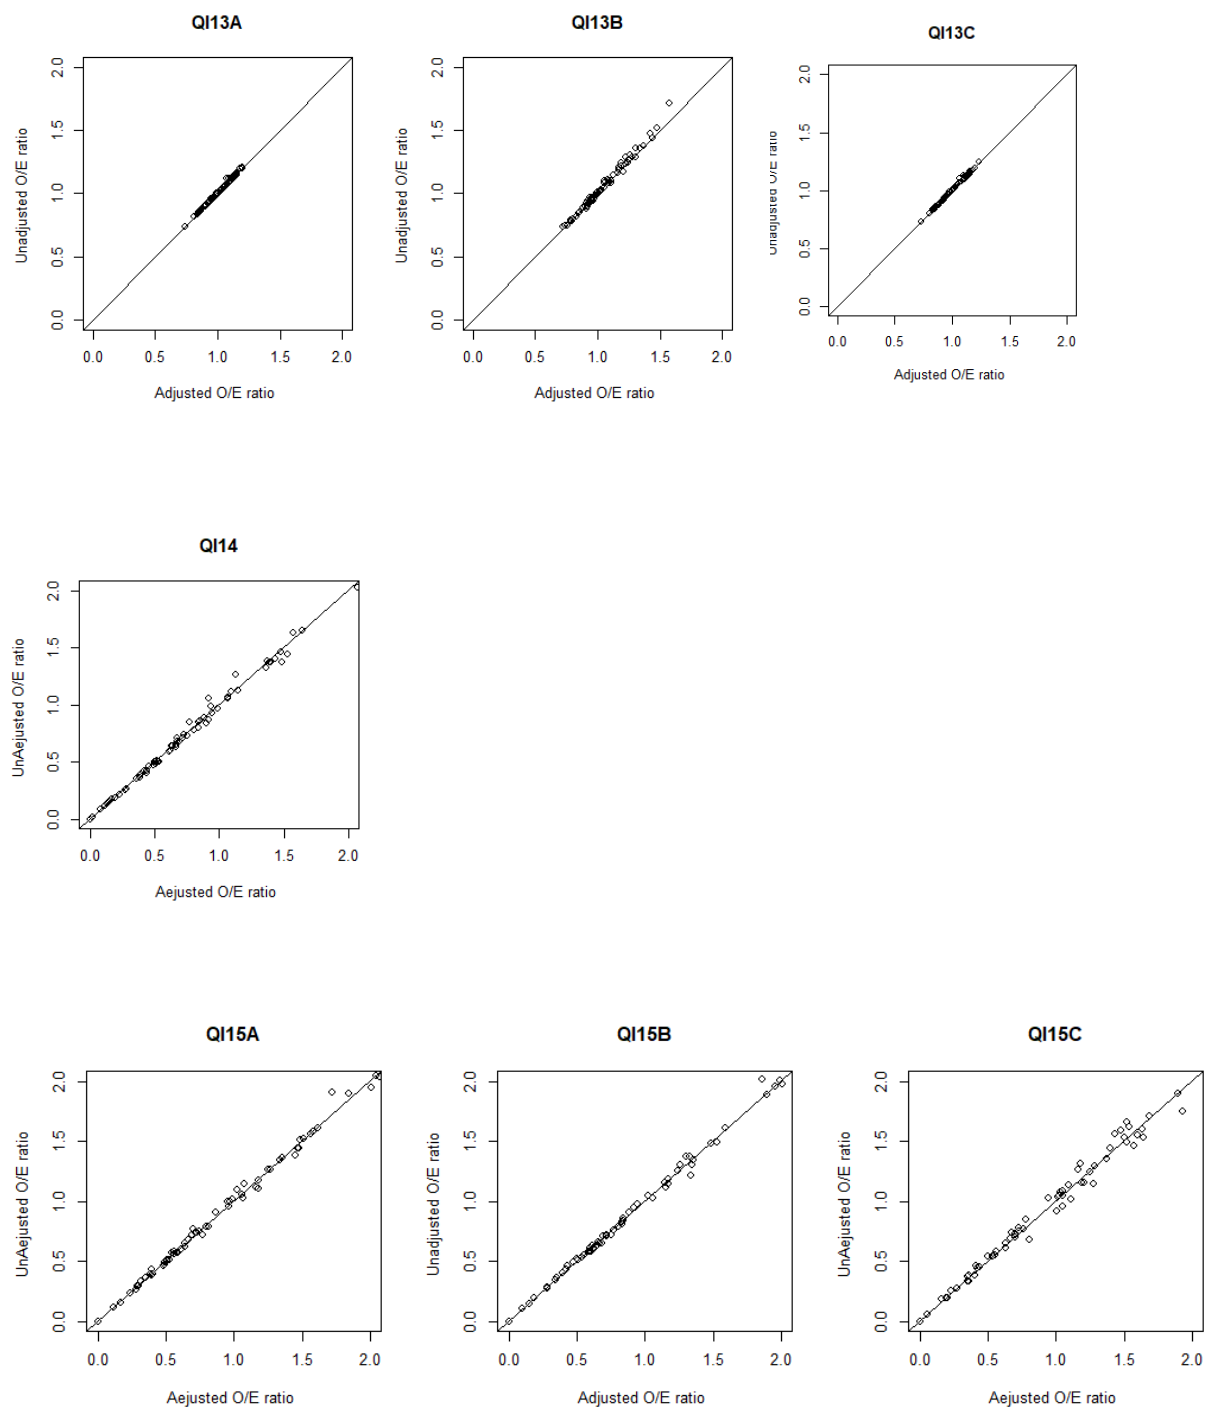 QI13A
QI13B
QI13C
Unadjusted O/E ratio
0.0 0.5 1.0 1.5 2.0
0.0 0.5 1.0 1.5 2.0
Adjusted O/E ratio
Unadjusted O/E ratio
0.0 0.5 1.0 1.5 2.0
0.0 0.5 1.0 1.5 2.0
Adjusted O/E ratio
Unadjusted O/E ratio
0.0 0.5 1.0 1.5 2.0
0.0 0.5 1.0 1.5 2.0
Adjusted O/E ratio
QI14
UnAejusted O/E ratio
0.0 0.5 1.0 1.5 2.0
0.0 0.5 1.0 1.5 2.0
Aejusted O/E ratio
QI15A
QI15B
QI15C
UnAejusted O/E ratio
0.0 0.5 1.0 1.5 2.0
0.0 0.5 1.0 1.5 2.0
Aejusted O/E ratio
Unadjusted O/E ratio
0.0 0.5 1.0 1.5 2.0
0.0 0.5 1.0 1.5 2.0
Adjusted O/E ratio
UnAejusted O/E ratio
0.0 0.5 1.0 1.5 2.0
0.0 0.5 1.0 1.5 2.0
Aejusted O/E ratio